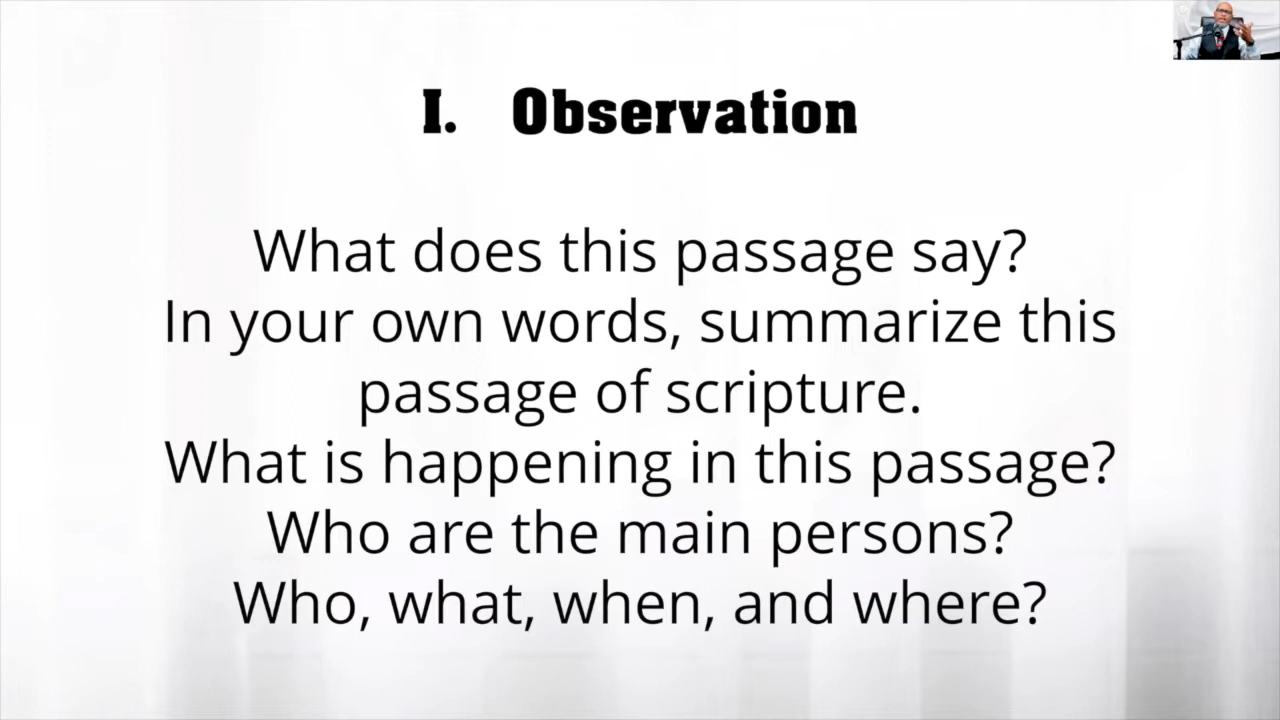 I. Observation
What does this passage say?
In your own words, summarize this
passage of scripture.
What is happening in this passage?
Who are the main persons?
Who, what, when, and where?